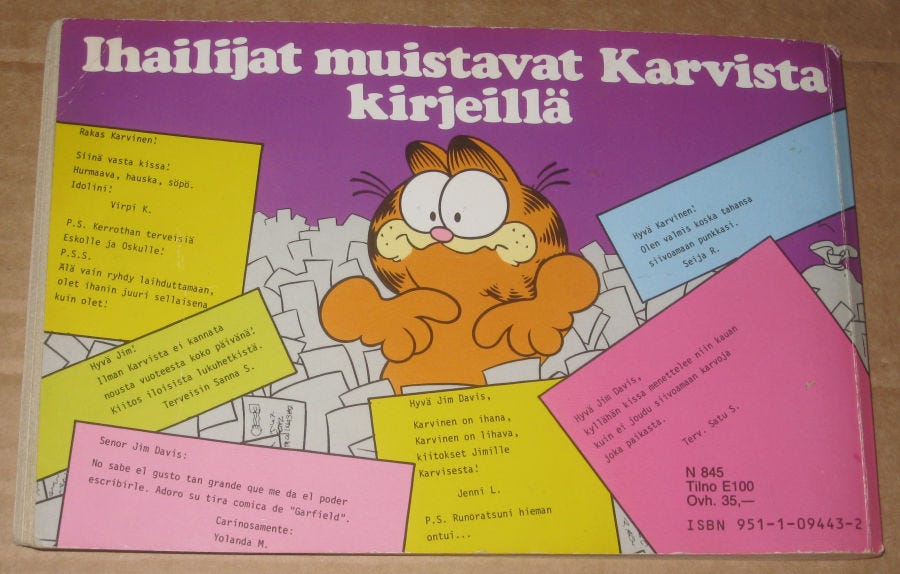 Ihailijat muistavat Karvista
kirjeillä
Rakas Karvinen!
Siinä vasta kissa!
Hurmaava, hauska, söpö.
Idolini!
Virpi K.
P.S. Kerrothan terveisiä
Eskolle ja Oskulle!
P.S.S.
Älä vain ryhdy laihduttamaan,
olet ihanin juuri sellaisena
kuin olet!
Hyvä Karvinen!
Olen valmis koska tahansa
siivoamaan punkkasi.
Seija R.
Hyvä Jim!
Ilman Karvista ei kannata
nousta vuoteesta koko päivänä!
Kiitos iloisista lukuhetkistä.
Terveisin Sanna S.
Hyvä Jim Davis,
Kyllähän kissa menettelee niin kauan
kuin ei joudu siivoamaan karvoja
joka paikasta.
Terv. Satu S.
Hyvä Jim Davis,
Karvinen on ihana,
Karvinen on lihava,
kiitokset Jimille
Karvisesta!
Jenni L.
P.S. Runoratsuni hieman
ontui...
Senor Jim Davis:
No sabe el gusto tan grande que me da el poder
escribirle. Adoro su tira comica de "Garfield".
Carinosamente:
Yolanda M.
N 845
Tilno E100
Ovh. 35,—
ISBN 951-1-09443-2